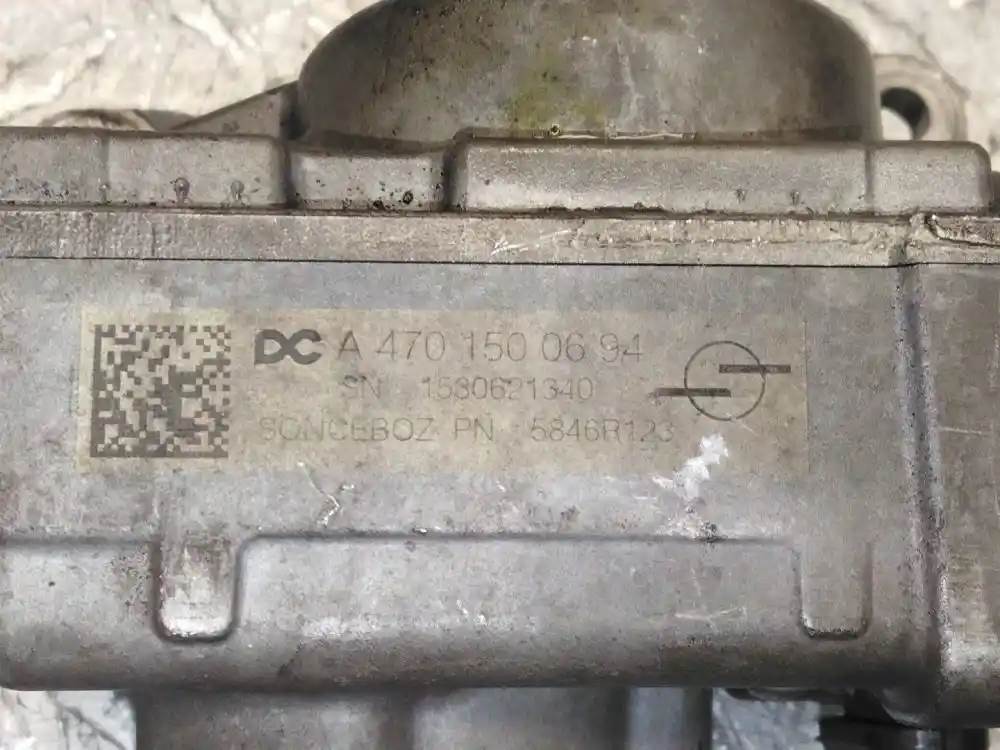 DC A 470 150 06 94
SN 1530621340
SONCEBOZ PN 5846R123